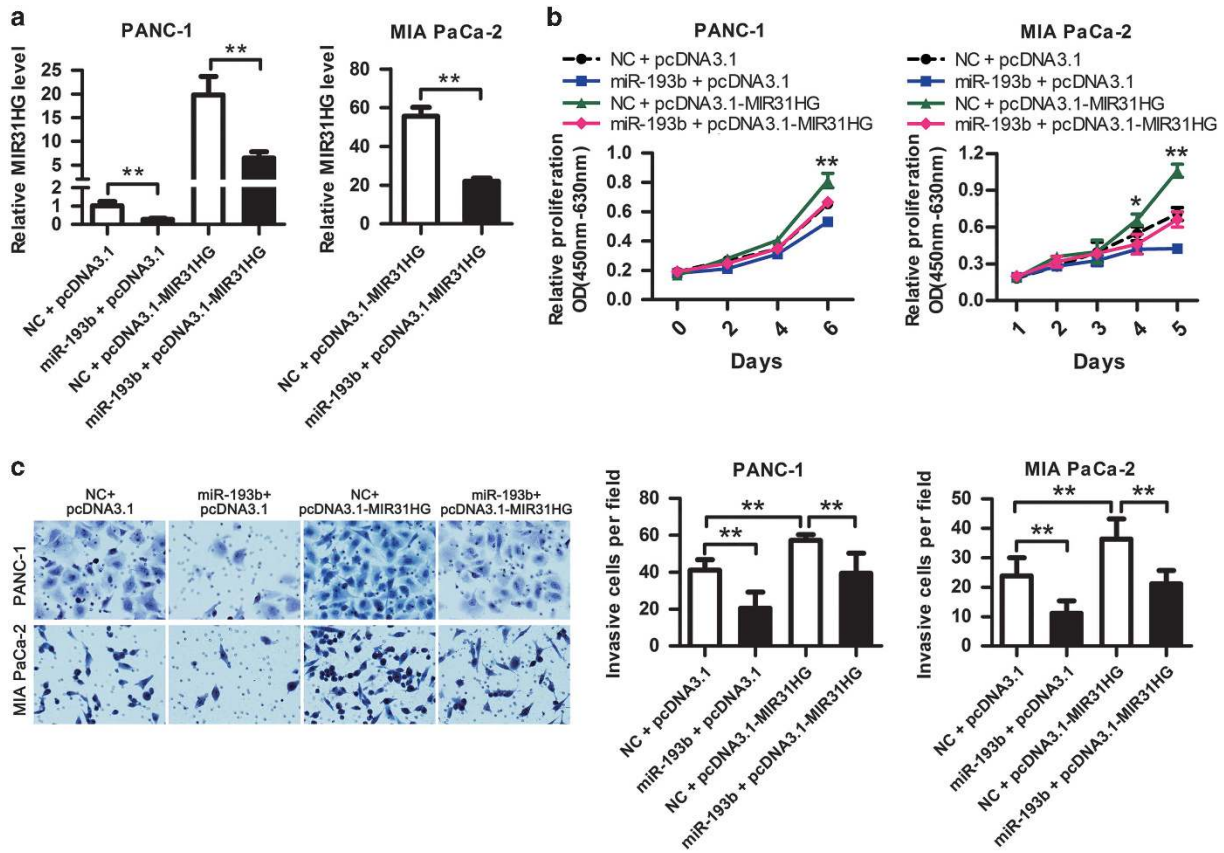 a
PANC-1
Relative MIR31HG level
25
20
15
10
5
2
1
0
**
**
NC + pcDNA3.1
miR-193b + pcDNA3.1
NC + pcDNA3.1-MIR31HG
miR-193b + pcDNA3.1-MIR31HG
MIA PaCa-2
Relative MIR31HG level
80
60
40
20
0
**
NC + pcDNA3.1-MIR31HG
miR-193b + pcDNA3.1-MIR31HG
b
PANC-1
NC + pcDNA3.1
miR-193b + pcDNA3.1
NC + pcDNA3.1-MIR31HG
miR-193b + pcDNA3.1-MIR31HG
Relative proliferation
OD(450nm-630nm)
1.0
0.8
0.6
0.4
0.2
0.0
**
0
2
4
6
Days
MIA PaCa-2
NC + pcDNA3.1
miR-193b + pcDNA3.1
NC + pcDNA3.1-MIR31HG
miR-193b + pcDNA3.1-MIR31HG
Relative proliferation
OD(450nm-630nm)
1.2
0.9
0.6
0.3
0.0
*
**
1
2
3
4
5
Days
c
NC+
pcDNA3.1
miR-193b+
pcDNA3.1
NC+
pcDNA3.1-MIR31HG
miR-193b+
pcDNA3.1-MIR31HG
PANC-1
MIA PaCa-2
PANC-1
Invasive cells per field
80
60
40
20
0
**
**
**
NC + pcDNA3.1
miR-193b + pcDNA3.1
NC + pcDNA3.1-MIR31HG
miR-193b + pcDNA3.1-MIR31HG
MIA PaCa-2
Invasive cells per field
50
40
30
20
10
0
**
**
**
NC + pcDNA3.1
miR-193b + pcDNA3.1
NC + pcDNA3.1-MIR31HG
miR-193b + pcDNA3.1-MIR31HG